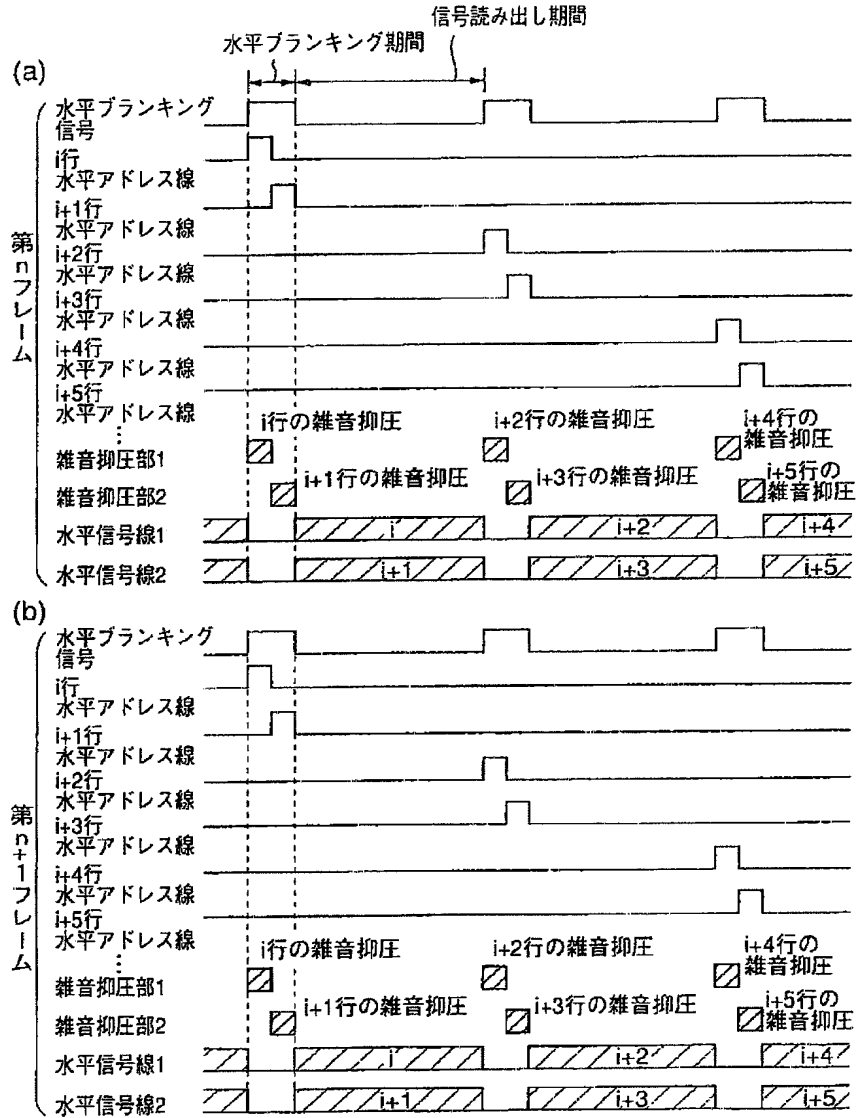 信号読み出し期間
水平ブランキング期間
(a)
水平ブランキング
信号
i行
水平アドレス線
i+1行
水平アドレス線
i+2行
水平アドレス線
i+3行
水平アドレス線
i+4行
水平アドレス線
i+5行
水平アドレス線
⋮
第nフレーム
i行の雑音抑圧
i+2行の雑音抑圧
i+4行の
雑音抑圧
雑音抑圧部1
雑音抑圧部2
i+1行の雑音抑圧
i+3行の雑音抑圧
i+5行の
雑音抑圧
水平信号線1
i
i+2
i+4
水平信号線2
i+1
i+3
i+5
(b)
水平ブランキング
信号
i行
水平アドレス線
i+1行
水平アドレス線
i+2行
水平アドレス線
i+3行
水平アドレス線
i+4行
水平アドレス線
i+5行
水平アドレス線
⋮
第n+1フレーム
i行の雑音抑圧
i+2行の雑音抑圧
i+4行の
雑音抑圧
雑音抑圧部1
雑音抑圧部2
i+1行の雑音抑圧
i+3行の雑音抑圧
i+5行の
雑音抑圧
水平信号線1
i
i+2
i+4
水平信号線2
i+1
i+3
i+5